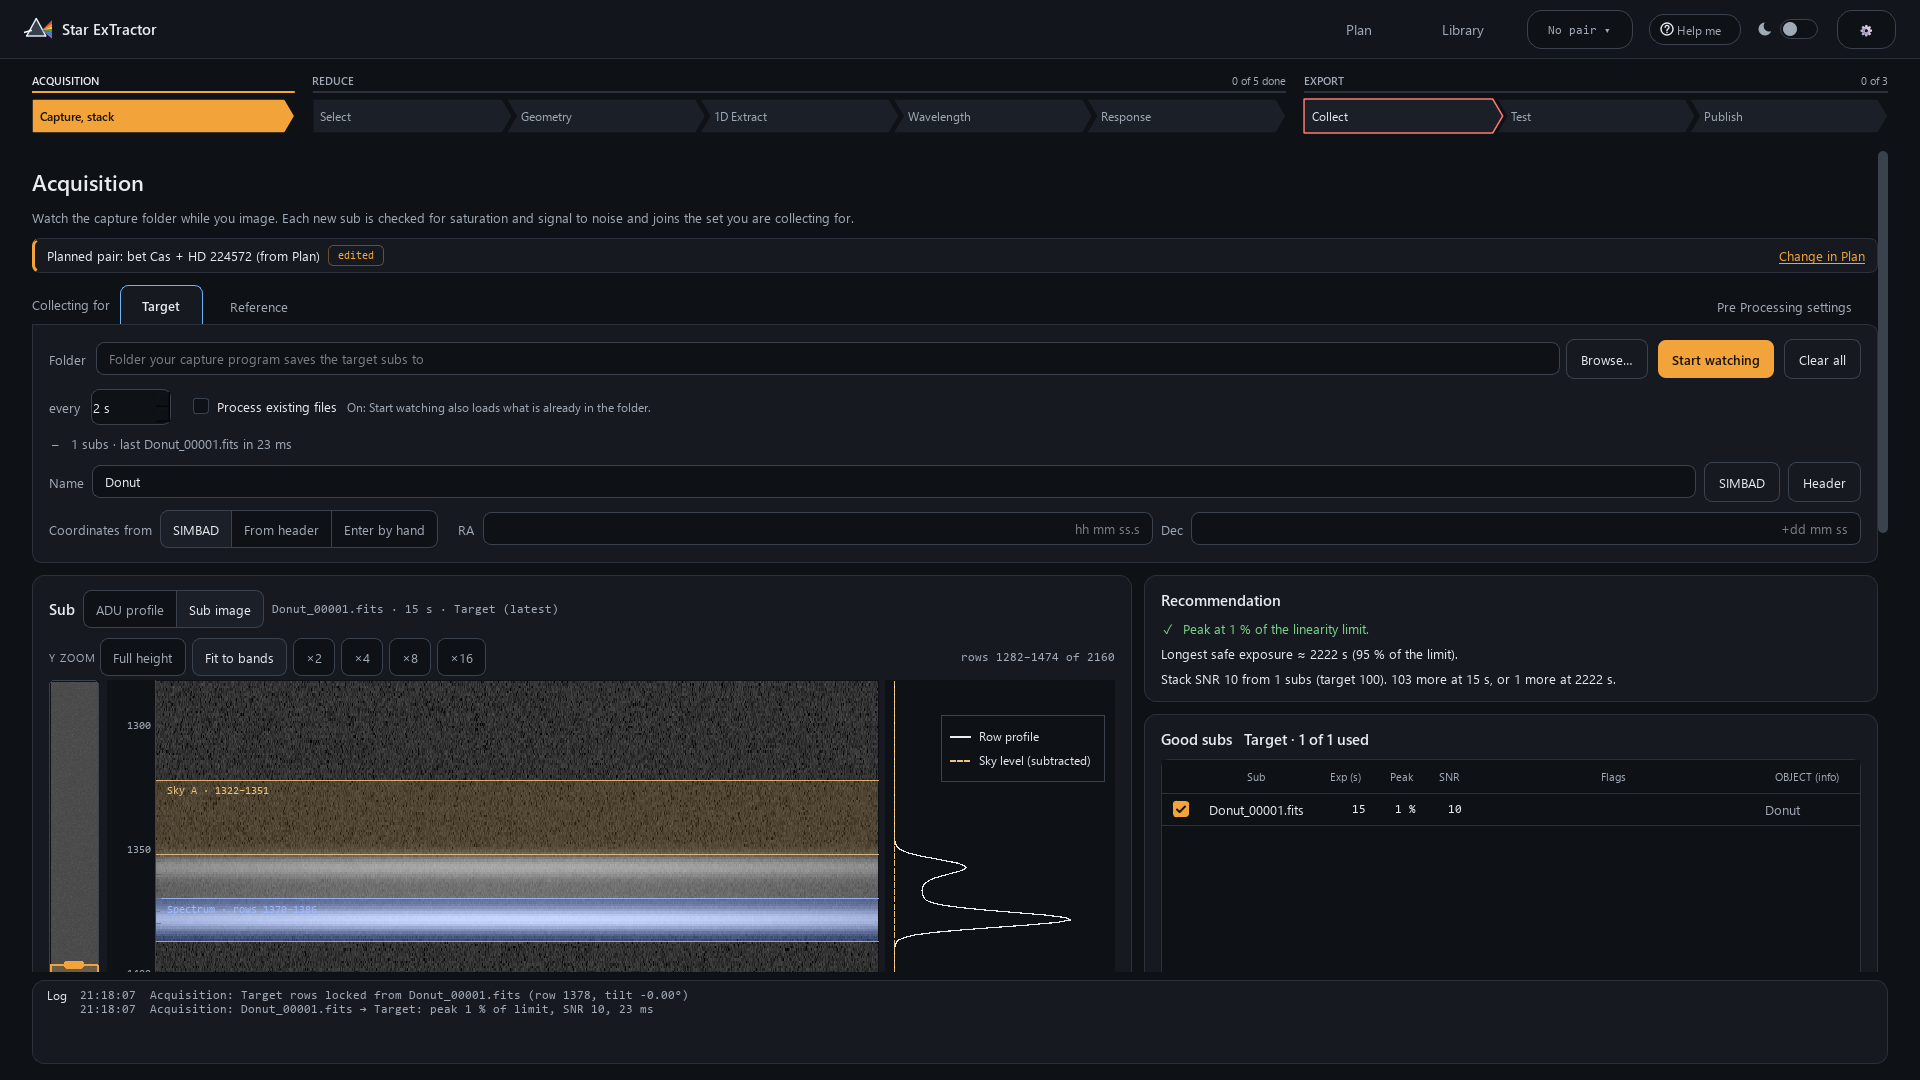 Star ExTractor
Plan
Library
No pair ▾
Help me
ACQUISITION
REDUCE
0 of 5 done
EXPORT
0 of 3
Capture, stack
Select
Geometry
1D Extract
Wavelength
Response
Collect
Test
Publish
Acquisition
Watch the capture folder while you image. Each new sub is checked for saturation and signal to noise and joins the set you are collecting for.
Planned pair: bet Cas + HD 224572 (from Plan) edited
Change in Plan
Collecting for
Target
Reference
Pre Processing settings
Folder
Folder your capture program saves the target subs to
Browse...
Start watching
Clear all
every
2 s
Process existing files
On: Start watching also loads what is already in the folder.
– 1 subs · last Donut_00001.fits in 23 ms
Name
Donut
SIMBAD
Header
Coordinates from
SIMBAD
From header
Enter by hand
RA
hh mm ss.s
Dec
+dd mm ss
Sub
ADU profile
Sub image
Donut_00001.fits · 15 s · Target (latest)
Y ZOOM
Full height
Fit to bands
×2
×4
×8
×16
rows 1282–1474 of 2160
1300
Sky A · 1322–1351
1350
Spectrum · rows 1370–1386
1400
Row profile
Sky level (subtracted)
Recommendation
✓ Peak at 1 % of the linearity limit.
Longest safe exposure ≈ 2222 s (95 % of the limit).
Stack SNR 10 from 1 subs (target 100). 103 more at 15 s, or 1 more at 2222 s.
Good subs Target · 1 of 1 used
Sub
Exp (s)
Peak
SNR
Flags
OBJECT (info)
Donut_00001.fits
15
1 %
10
Donut
Log
21:18:07 Acquisition: Target rows locked from Donut_00001.fits (row 1378, tilt -0.00°)
21:18:07 Acquisition: Donut_00001.fits → Target: peak 1 % of limit, SNR 10, 23 ms